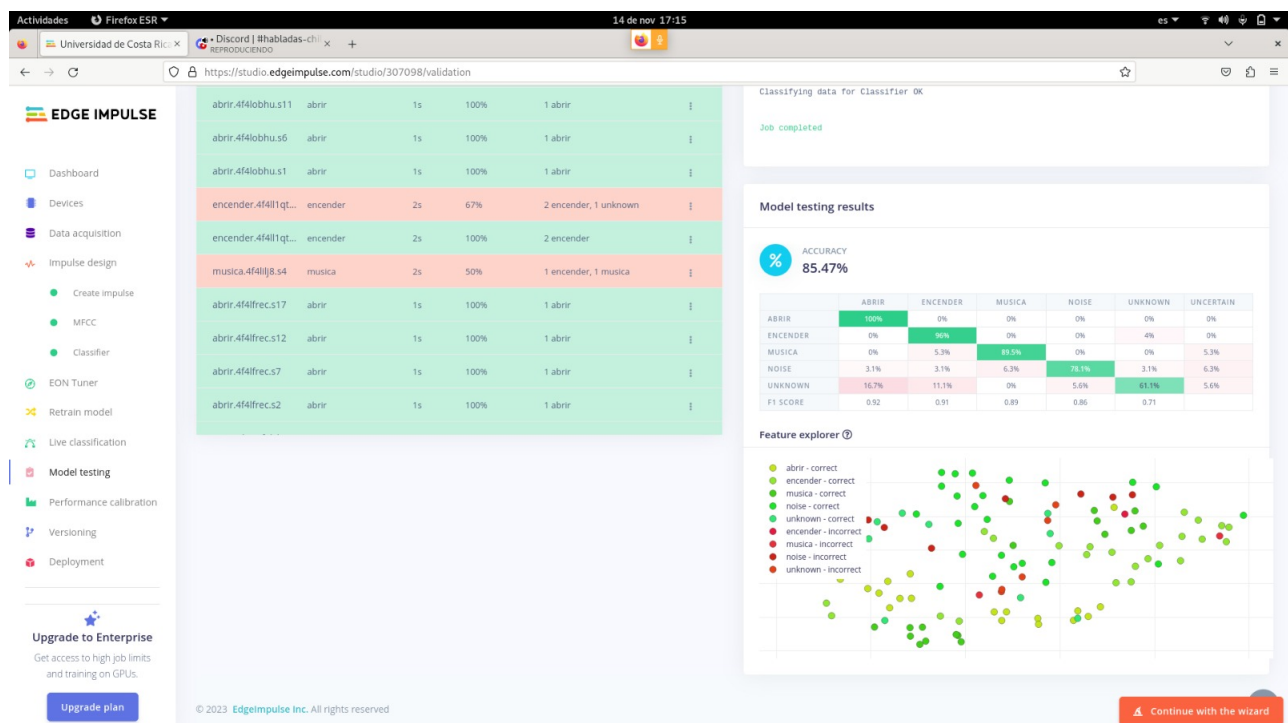 Actividades Firefox ESR 14 de nov 17:15 es
Universidad de Costa Rica Discord | #habladas-chi
REPRODUCIENDO
https://studio.edgeimpulse.com/studio/307098/validation
EDGE IMPULSE
Dashboard
Devices
Data acquisition
Impulse design
Create impulse
MFCC
Classifier
EON Tuner
Retrain model
Live classification
Model testing
Performance calibration
Versioning
Deployment
Upgrade to Enterprise
Get access to high job limits
and training on GPUs.
Upgrade plan
abrir.4f4lobhu.s11 abrir 1s 100% 1 abrir
abrir.4f4lobhu.s6 abrir 1s 100% 1 abrir
abrir.4f4lobhu.s1 abrir 1s 100% 1 abrir
encender.4f4ll1qt... encender 2s 67% 2 encender, 1 unknown
encender.4f4ll1qt... encender 2s 100% 2 encender
musica.4f4lilj8.s4 musica 2s 50% 1 encender, 1 musica
abrir.4f4lfrec.s17 abrir 1s 100% 1 abrir
abrir.4f4lfrec.s12 abrir 1s 100% 1 abrir
abrir.4f4lfrec.s7 abrir 1s 100% 1 abrir
abrir.4f4lfrec.s2 abrir 1s 100% 1 abrir
© 2023 EdgeImpulse Inc. All rights reserved
Classifying data for Classifier OK
Job completed
Model testing results
% ACCURACY
85.47%
ABRIR ENCENDER MUSICA NOISE UNKNOWN UNCERTAIN
ABRIR 100% 0% 0% 0% 0% 0%
ENCENDER 0% 96% 0% 0% 4% 0%
MUSICA 0% 5.3% 89.5% 0% 0% 5.3%
NOISE 3.1% 3.1% 6.3% 78.1% 3.1% 6.3%
UNKNOWN 16.7% 11.1% 0% 5.6% 61.1% 5.6%
F1 SCORE 0.92 0.91 0.89 0.86 0.71
Feature explorer
abrir - correct
encender - correct
musica - correct
noise - correct
unknown - correct
encender - incorrect
musica - incorrect
noise - incorrect
unknown - incorrect
Continue with the wizard